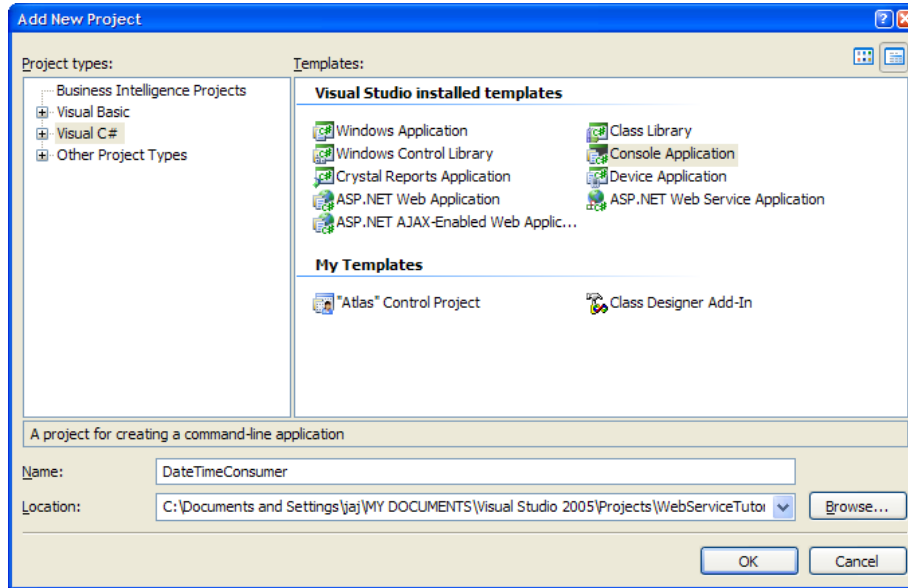 Add New Project
Project types:
Templates:
Business Intelligence Projects
Visual Basic
Visual C#
Other Project Types
Visual Studio installed templates
Windows Application
Class Library
Windows Control Library
Console Application
Crystal Reports Application
Device Application
ASP.NET Web Application
ASP.NET Web Service Application
ASP.NET AJAX-Enabled Web Applic...
My Templates
"Atlas" Control Project
Class Designer Add-In
A project for creating a command-line application
Name:
DateTimeConsumer
Location:
C:\Documents and Settings\jaj\MY DOCUMENTS\Visual Studio 2005\Projects\WebServiceTutor
Browse...
OK
Cancel